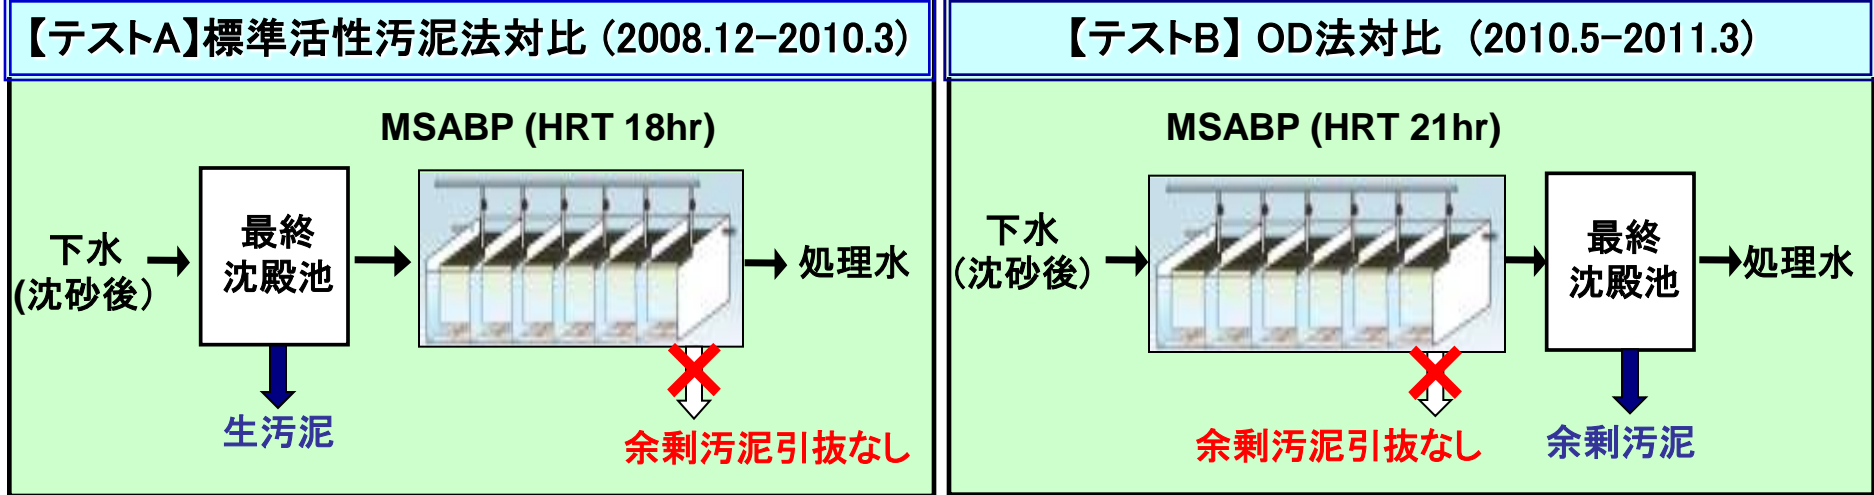 【テストA】標準活性汚泥法対比 (2008.12-2010.3)
MSABP (HRT 18hr)
下水
(沈砂後)
最終
沈殿池
処理水
生汚泥
余剰汚泥引抜なし
【テストB】 OD法対比 (2010.5-2011.3)
MSABP (HRT 21hr)
下水
(沈砂後)
最終
沈殿池
処理水
余剰汚泥引抜なし
余剰汚泥